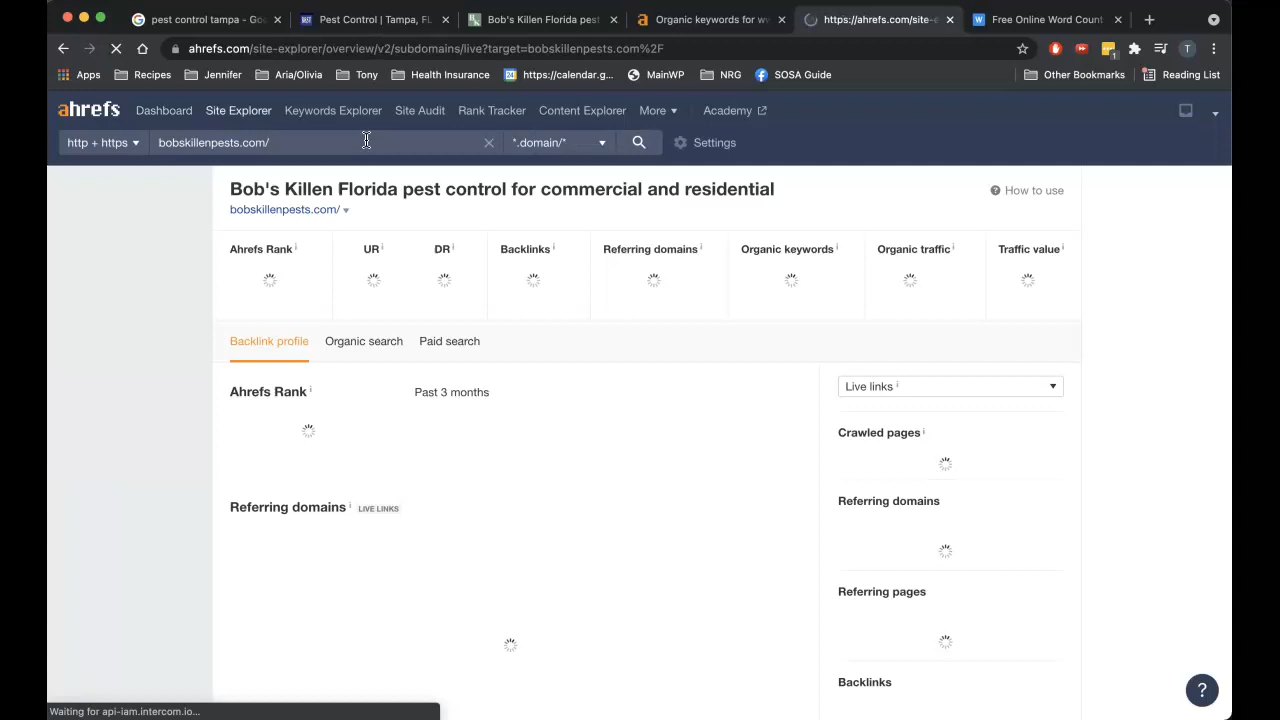 pest control tampa - Goo
Pest Control | Tampa, FL
Bob's Killen Florida pest
Organic keywords for ww
https://ahrefs.com/site-e
Free Online Word Count
ahrefs.com/site-explorer/overview/v2/subdomains/live?target=bobskillenpests.com%2F
1
T
Apps
Recipes
Jennifer
Aria/Olivia
Tony
Health Insurance
https://calendar.g...
MainWP
NRG
SOSA Guide
Other Bookmarks
Reading List
ahrefs
Dashboard
Site Explorer
Keywords Explorer
Site Audit
Rank Tracker
Content Explorer
More
Academy
http + https
bobskillenpests.com/
*.domain/*
Settings
Bob's Killen Florida pest control for commercial and residential
How to use
bobskillenpests.com/
Ahrefs Rank
UR
DR
Backlinks
Referring domains
Organic keywords
Organic traffic
Traffic value
Backlink profile
Organic search
Paid search
Ahrefs Rank
Past 3 months
Live links
Crawled pages
Referring domains
Referring domains LIVE LINKS
Referring pages
Backlinks
Waiting for api-iam.intercom.io...
?